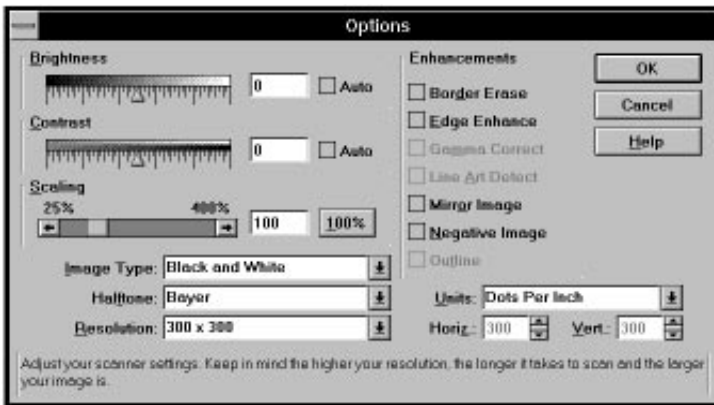 Options
Brightness
0
Auto
Contrast
0
Auto
Scaling
25% 400%
100
100%
Image Type: Black and White
Halftone: Bayer
Resolution: 300 x 300
Enhancements
Border Erase
Edge Enhance
Gamma Correct
Line Art Detect
Mirror Image
Negative Image
Outline
OK
Cancel
Help
Units: Dots Per Inch
Horiz.: 300 Vert.: 300
Adjust your scanner settings. Keep in mind the higher your resolution, the longer it takes to scan and the larger
your image is.